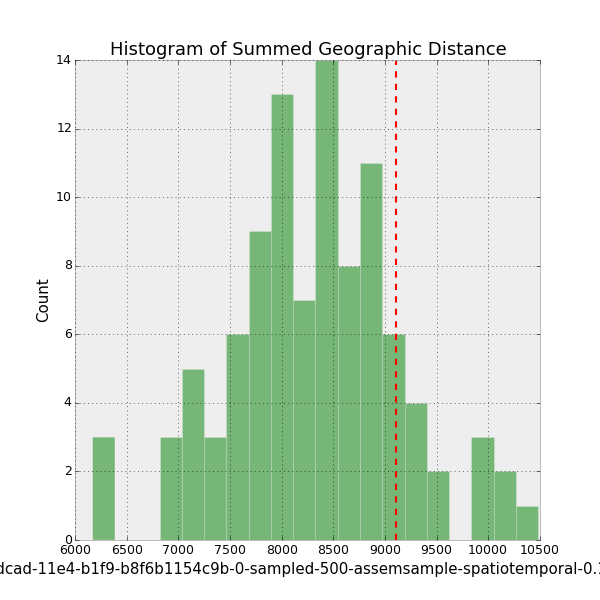 Histogram of Summed Geographic Distance
14
12
10
8
6
4
2
0
Count
6000 6500 7000 7500 8000 8500 9000 9500 10000 10500
dcad-11e4-b1f9-b8f6b1154c9b-0-sampled-500-assemsample-spatiotemporal-0.1